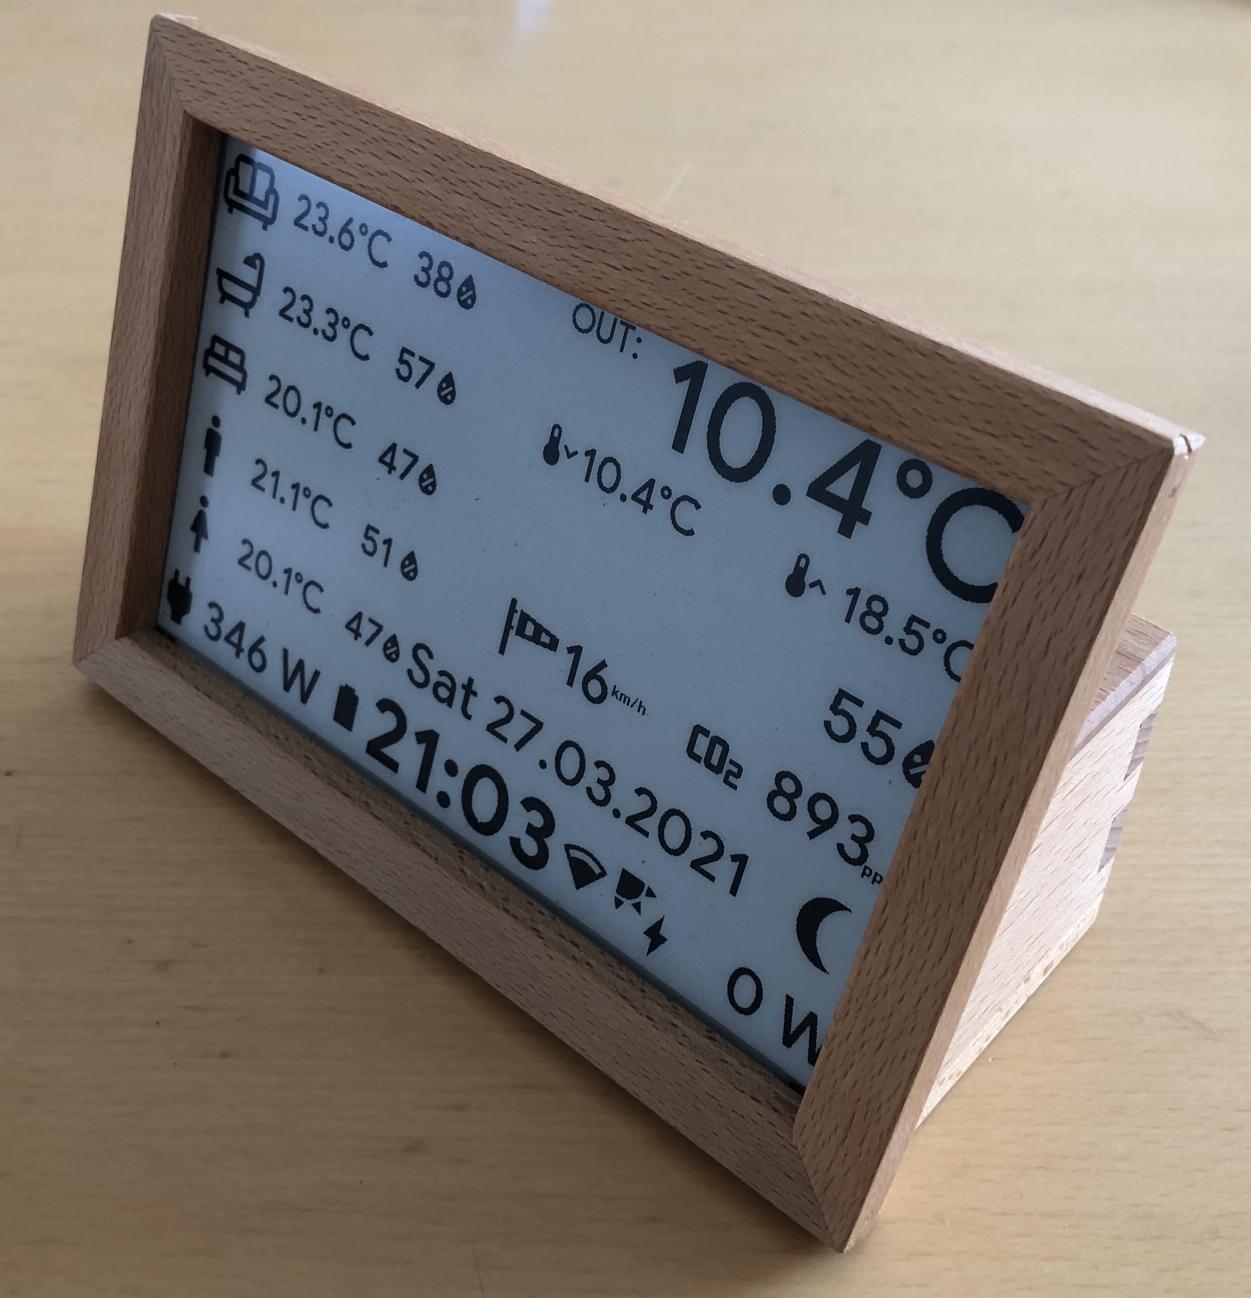 23.6°C 38
23.3°C 57
20.1°C 47
21.1°C 51
20.1°C 47
346 W
OUT:
10.4°C
10.4°C
18.5°C
16 km/h
55
CO2 893 pp
Sat 27.03.2021
21:03
0 W